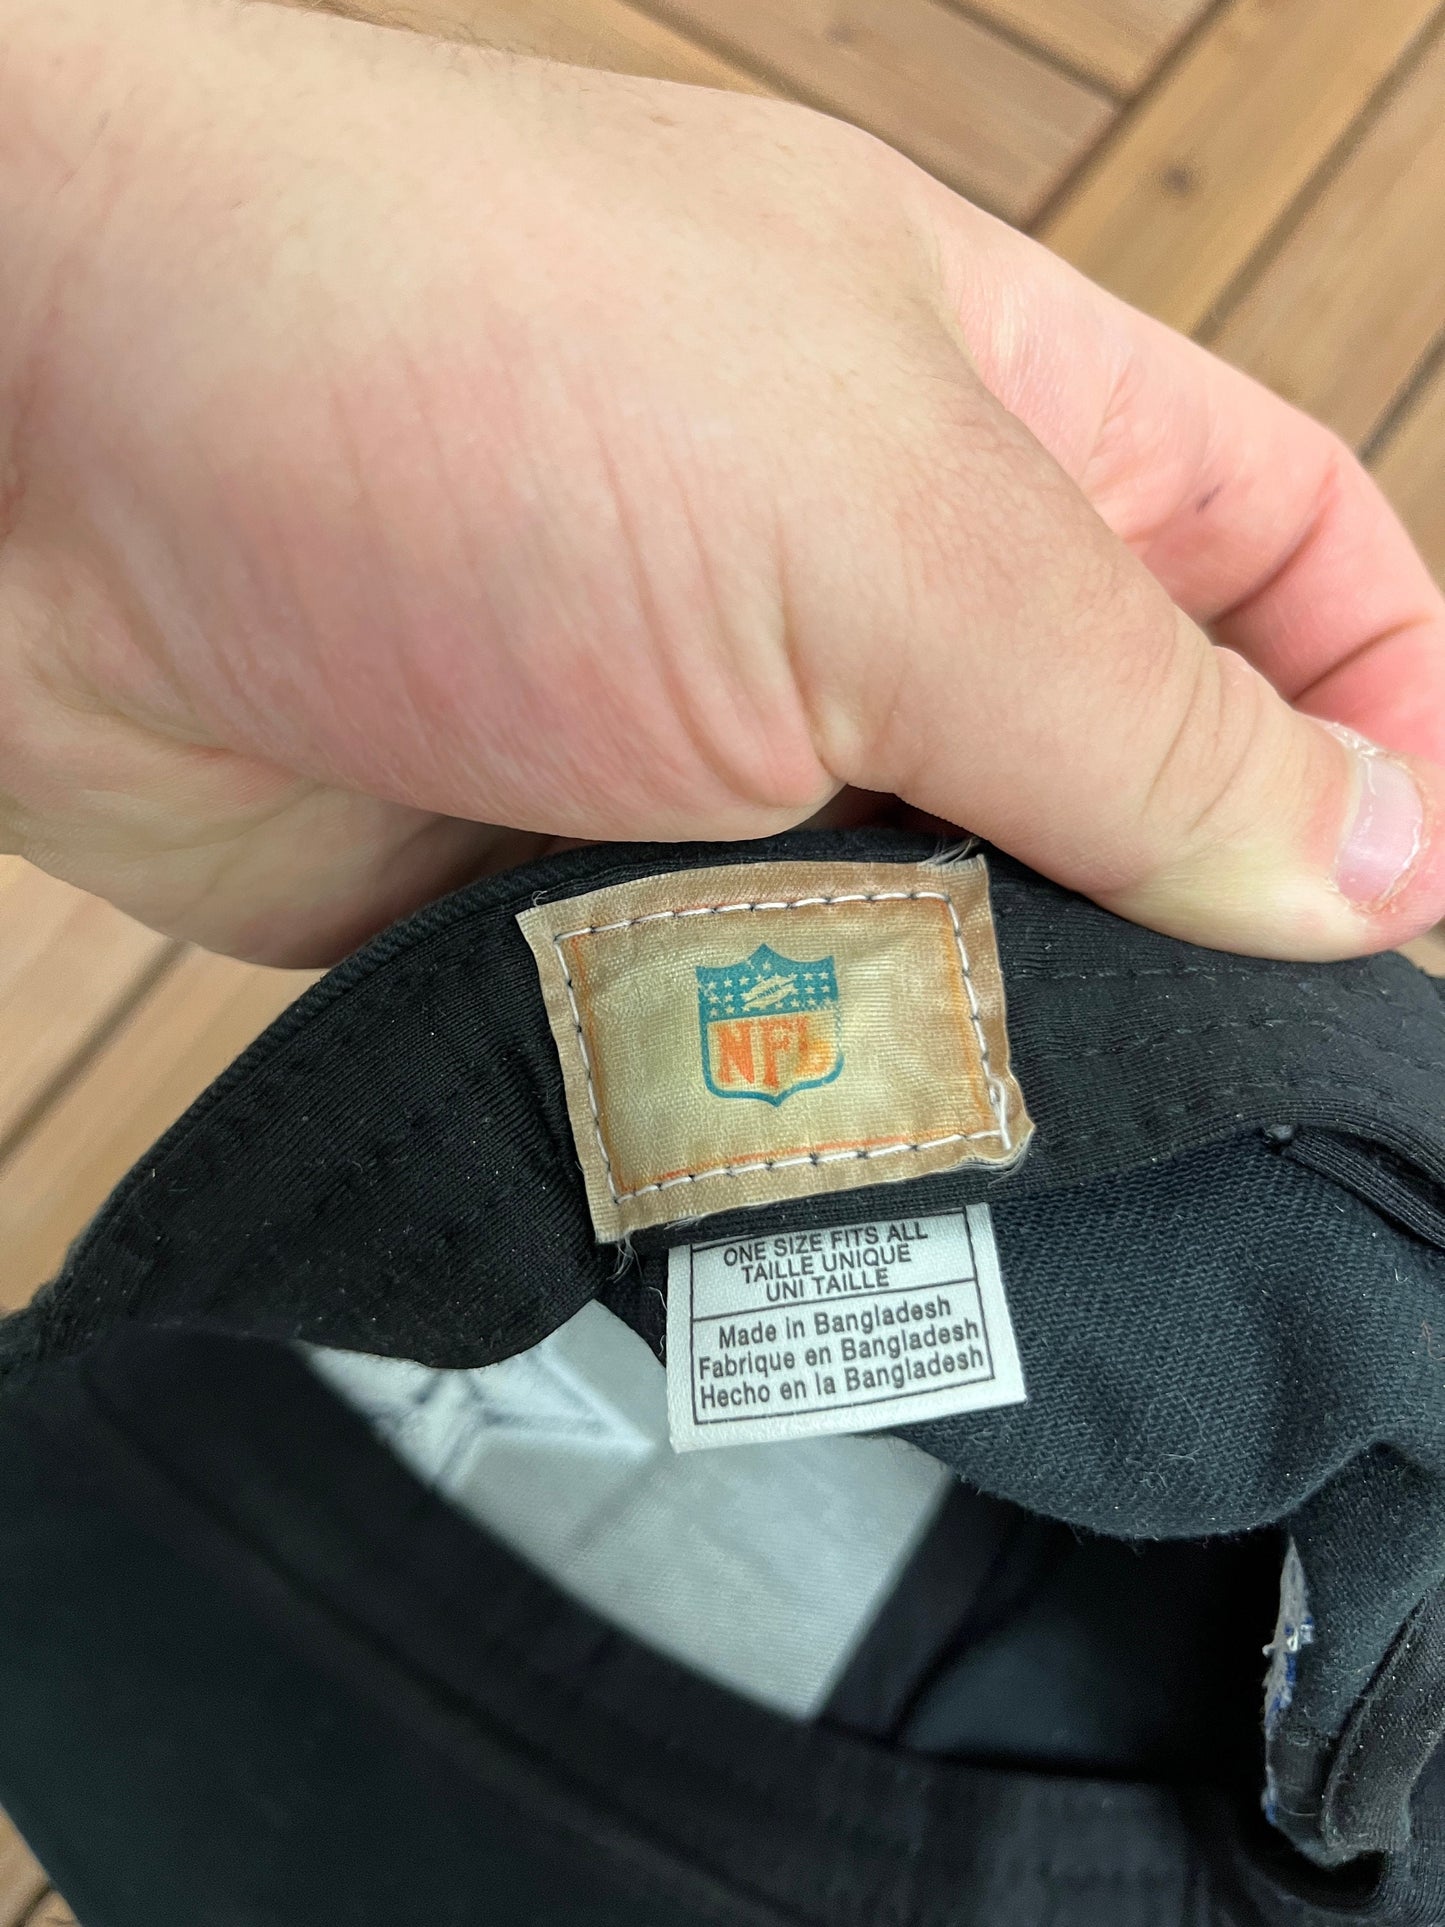 NFL
ONE SIZE FITS ALL
TAILLE UNIQUE
UNI TAILLE
Made in Bangladesh
Fabrique en Bangladesh
Hecho en la Bangladesh